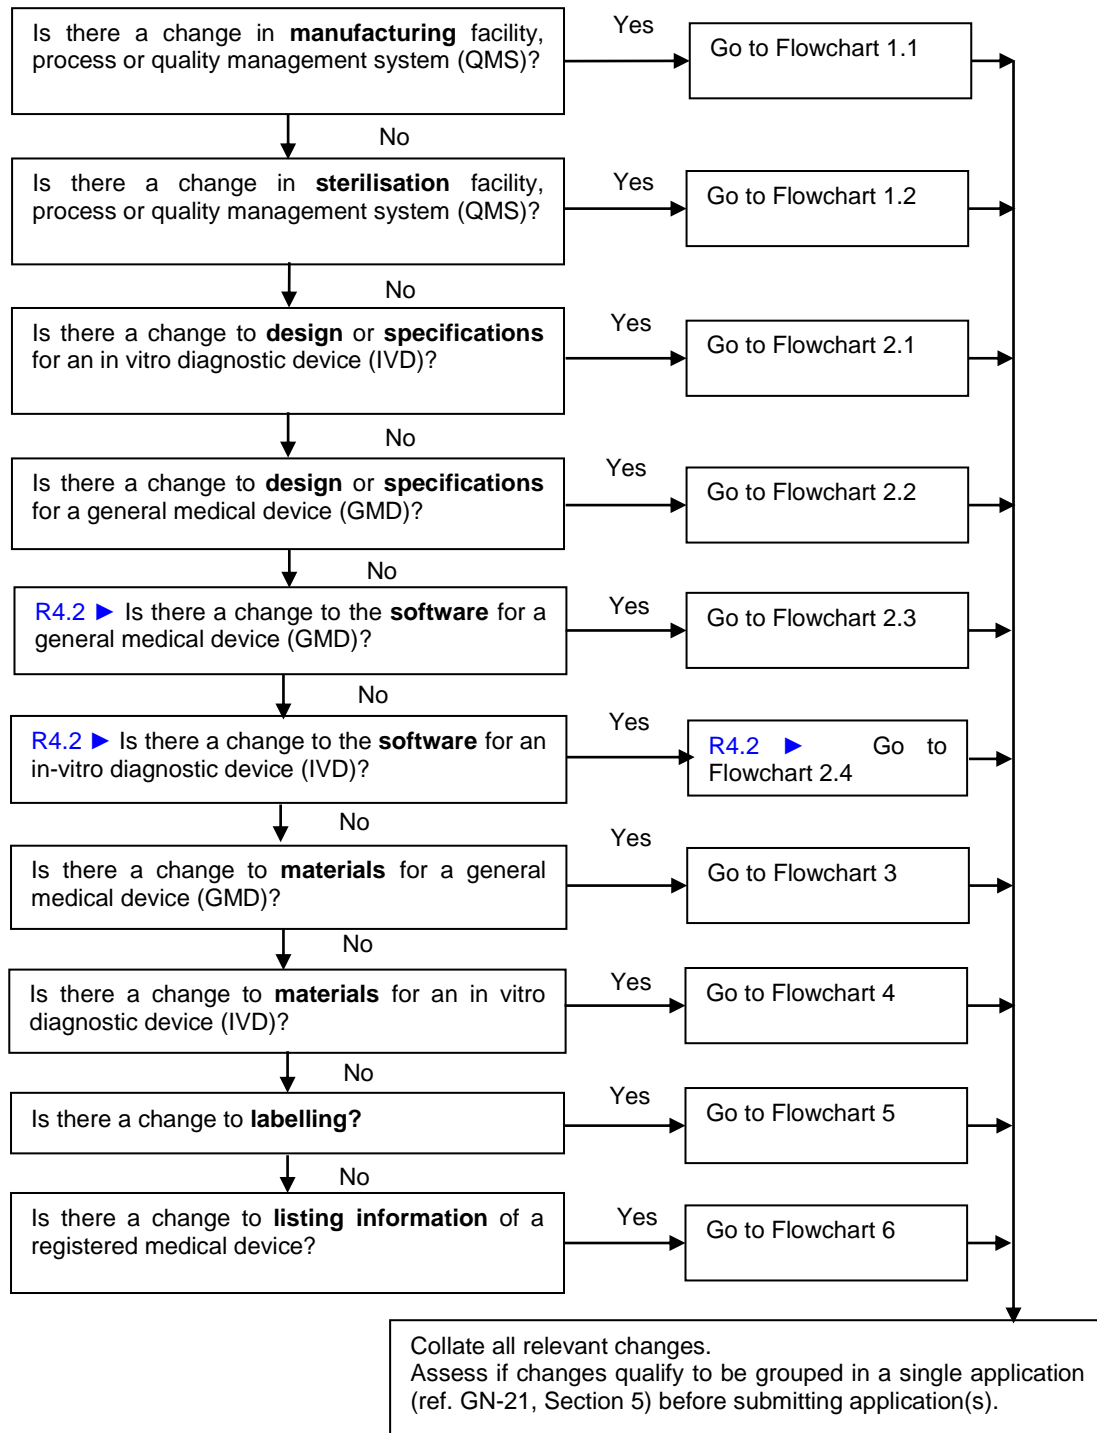 Is there a change in manufacturing facility,
process or quality management system (QMS)?
Yes
Go to Flowchart 1.1
No
Is there a change in sterilisation facility,
process or quality management system (QMS)?
Yes
Go to Flowchart 1.2
No
Is there a change to design or specifications
for an in vitro diagnostic device (IVD)?
Yes
Go to Flowchart 2.1
No
Is there a change to design or specifications
for a general medical device (GMD)?
Yes
Go to Flowchart 2.2
No
R4.2 ► Is there a change to the software for a
general medical device (GMD)?
Yes
Go to Flowchart 2.3
No
R4.2 ► Is there a change to the software for an
in-vitro diagnostic device (IVD)?
Yes
R4.2 ► Go to
Flowchart 2.4
No
Is there a change to materials for a general
medical device (GMD)?
Yes
Go to Flowchart 3
No
Is there a change to materials for an in vitro
diagnostic device (IVD)?
Yes
Go to Flowchart 4
No
Is there a change to labelling?
Yes
Go to Flowchart 5
No
Is there a change to listing information of a
registered medical device?
Yes
Go to Flowchart 6
Collate all relevant changes.
Assess if changes qualify to be grouped in a single application
(ref. GN-21, Section 5) before submitting application(s).